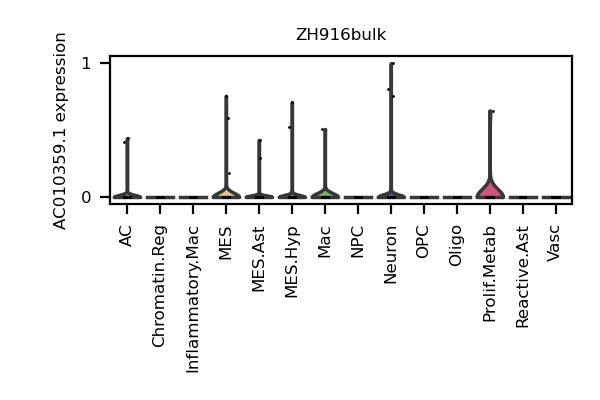 ZH916bulk
AC010359.1 expression
1
0
AC
Chromatin.Reg
Inflammatory.Mac
MES
MES.Ast
MES.Hyp
Mac
NPC
Neuron
OPC
Oligo
Prolif.Metab
Reactive.Ast
Vasc